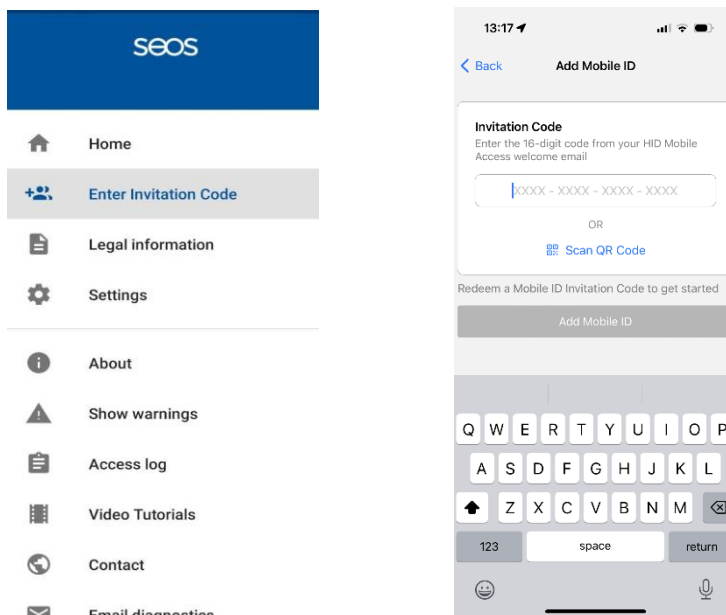 seos
Home
Enter Invitation Code
Legal information
Settings
About
Show warnings
Access log
Video Tutorials
Contact
Email diagnostics
13:17
Back
Add Mobile ID
Invitation Code
Enter the 16-digit code from your HID Mobile
Access welcome email
XXXX - XXXX - XXXX - XXXX
OR
Scan QR Code
Redeem a Mobile ID Invitation Code to get started
Add Mobile ID
Q W E R T Y U I O P
A S D F G H J K L
Z X C V B N M
123 space return